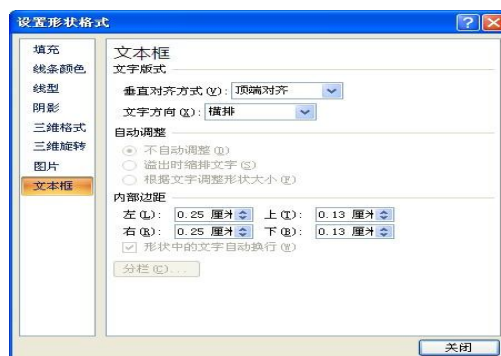 设置形状格式
填充
线条颜色
线型
阴影
三维格式
三维旋转
图片
文本框
文本框
文字版式
垂直对齐方式(V): 顶端对齐
文字方向(X): 横排
自动调整
不自动调整(D)
溢出时缩排文字(S)
根据文字调整形状大小(F)
内部边距
左(L): 0.25 厘米 上(T): 0.13 厘米
右(R): 0.25 厘米 下(B): 0.13 厘米
形状中的文字自动换行(W)
分栏(C)...
关闭